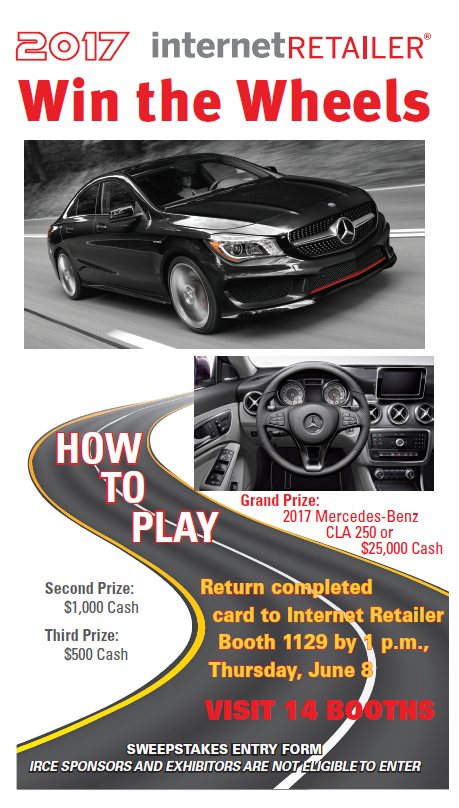 2017 internetRETAILER®
Win the Wheels
HOW
TO
PLAY
Grand Prize:
2017 Mercedes-Benz
CLA 250 or
$25,000 Cash
Second Prize:
$1,000 Cash
Third Prize:
$500 Cash
Return completed
card to Internet Retailer
Booth 1129 by 1 p.m.,
Thursday, June 8
VISIT 14 BOOTHS
SWEEPSTAKES ENTRY FORM
IRCE SPONSORS AND EXHIBITORS ARE NOT ELIGIBLE TO ENTER